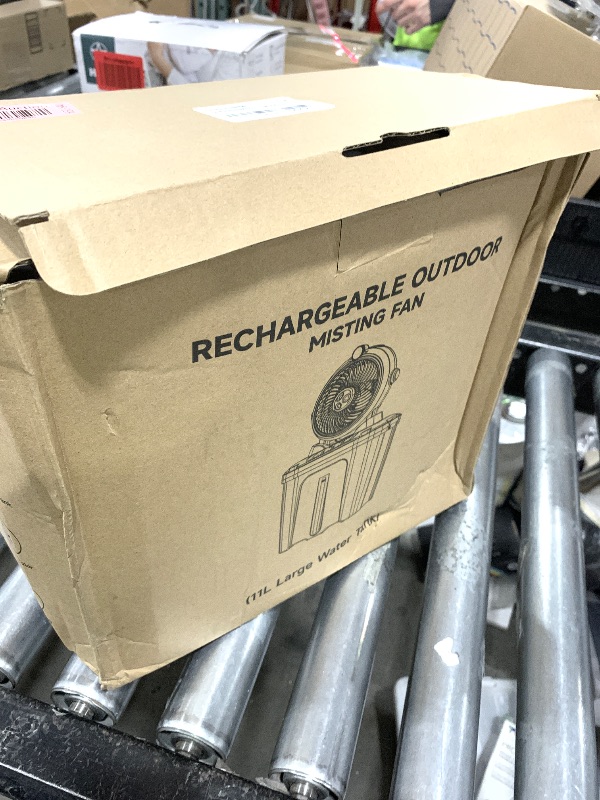 RECHARGEABLE OUTDOOR
MISTING FAN
(11L Large Water Tank)